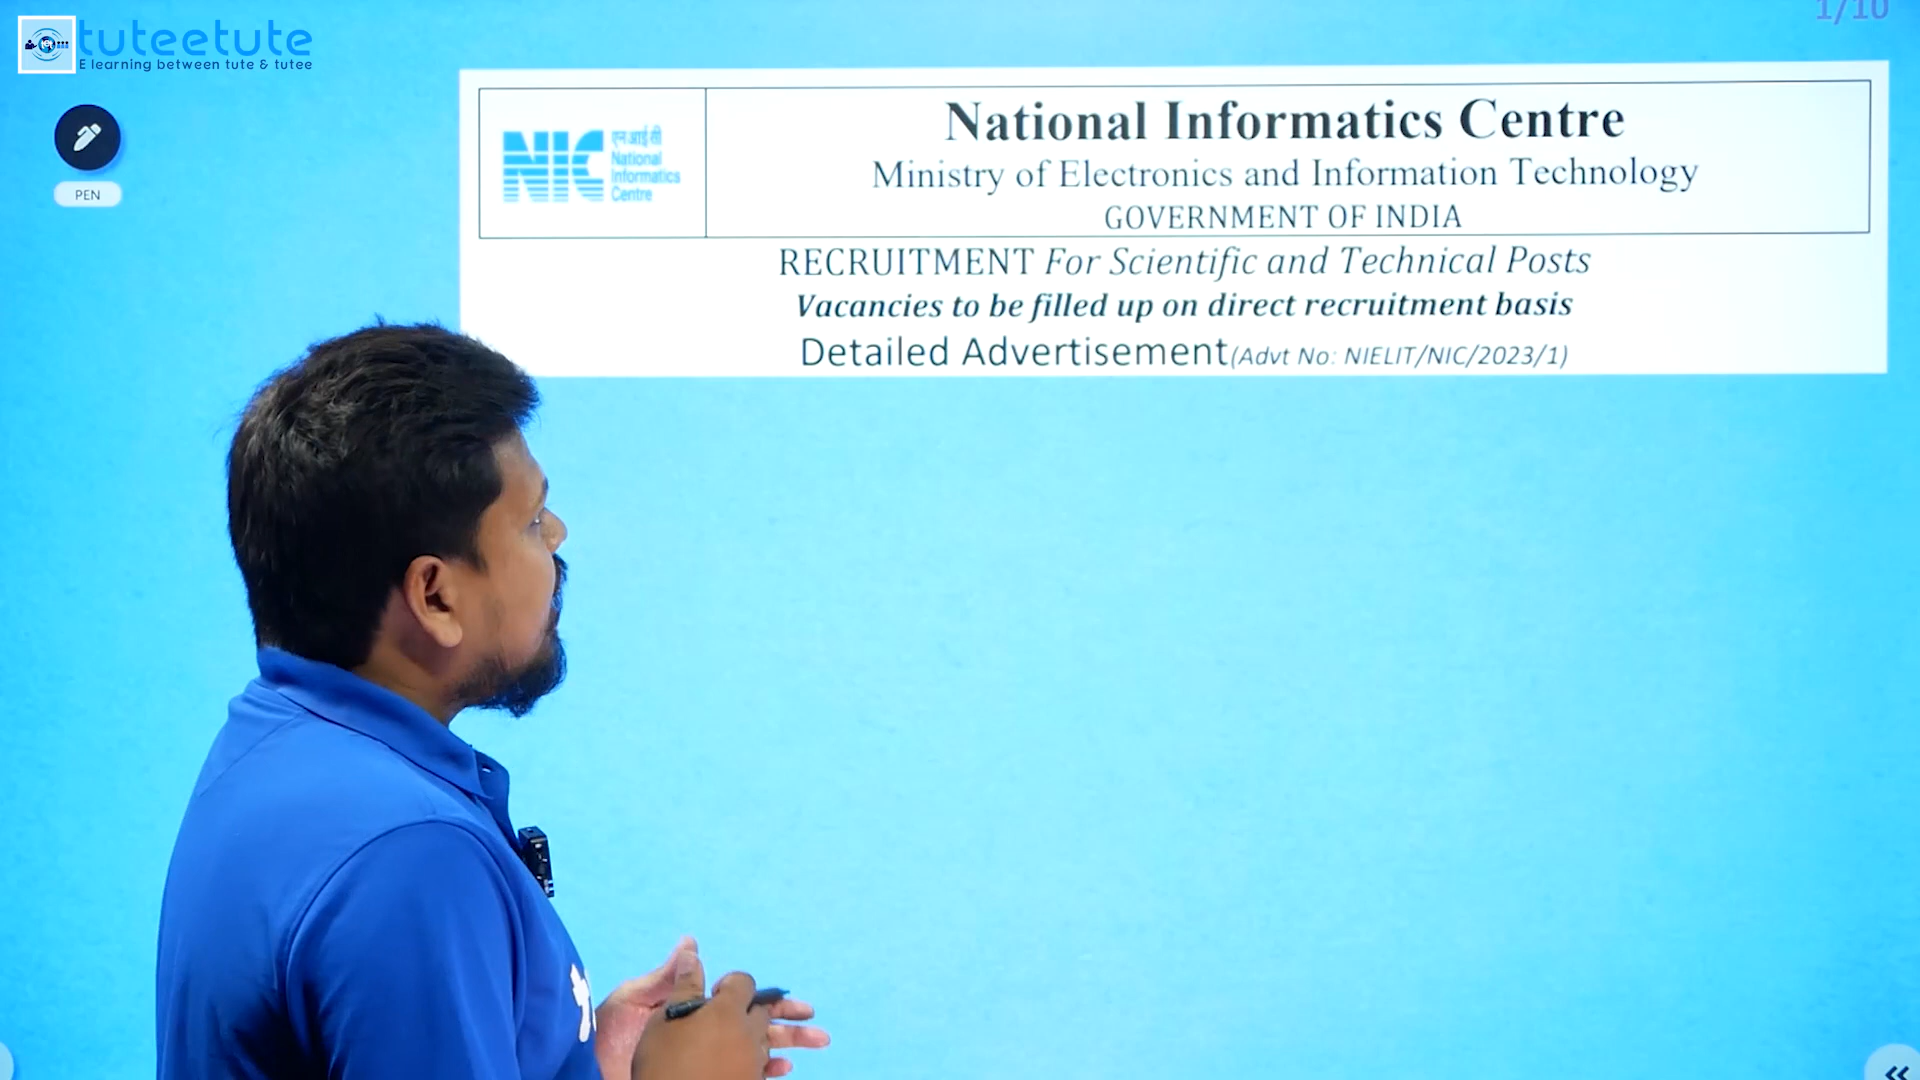 1/10
tuteetute
E learning between tute & tutee
PEN
NIC
एन आई सी
National
Informatics
Centre
National Informatics Centre
Ministry of Electronics and Information Technology
GOVERNMENT OF INDIA
RECRUITMENT For Scientific and Technical Posts
Vacancies to be filled up on direct recruitment basis
Detailed Advertisement(Advt No: NIELIT/NIC/2023/1)